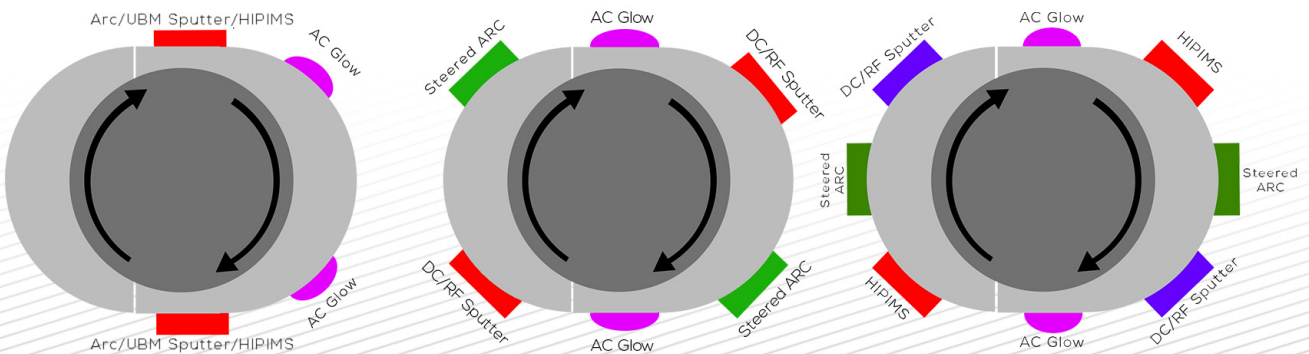 Arc/UBM Sputter/HIPIMS
AC Glow
AC Glow
Arc/UBM Sputter/HIPIMS
AC Glow
Steered ARC
DC/RF Sputter
DC/RF Sputter
Steered ARC
AC Glow
AC Glow
DC/RF Sputter
HIPIMS
Steered
ARC
Steered
ARC
HIPIMS
DC/RF Sputter
AC Glow